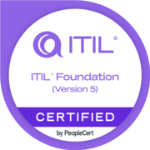 ITIL®
ITIL® Foundation
(Version 5)
CERTIFIED
by PeopleCert